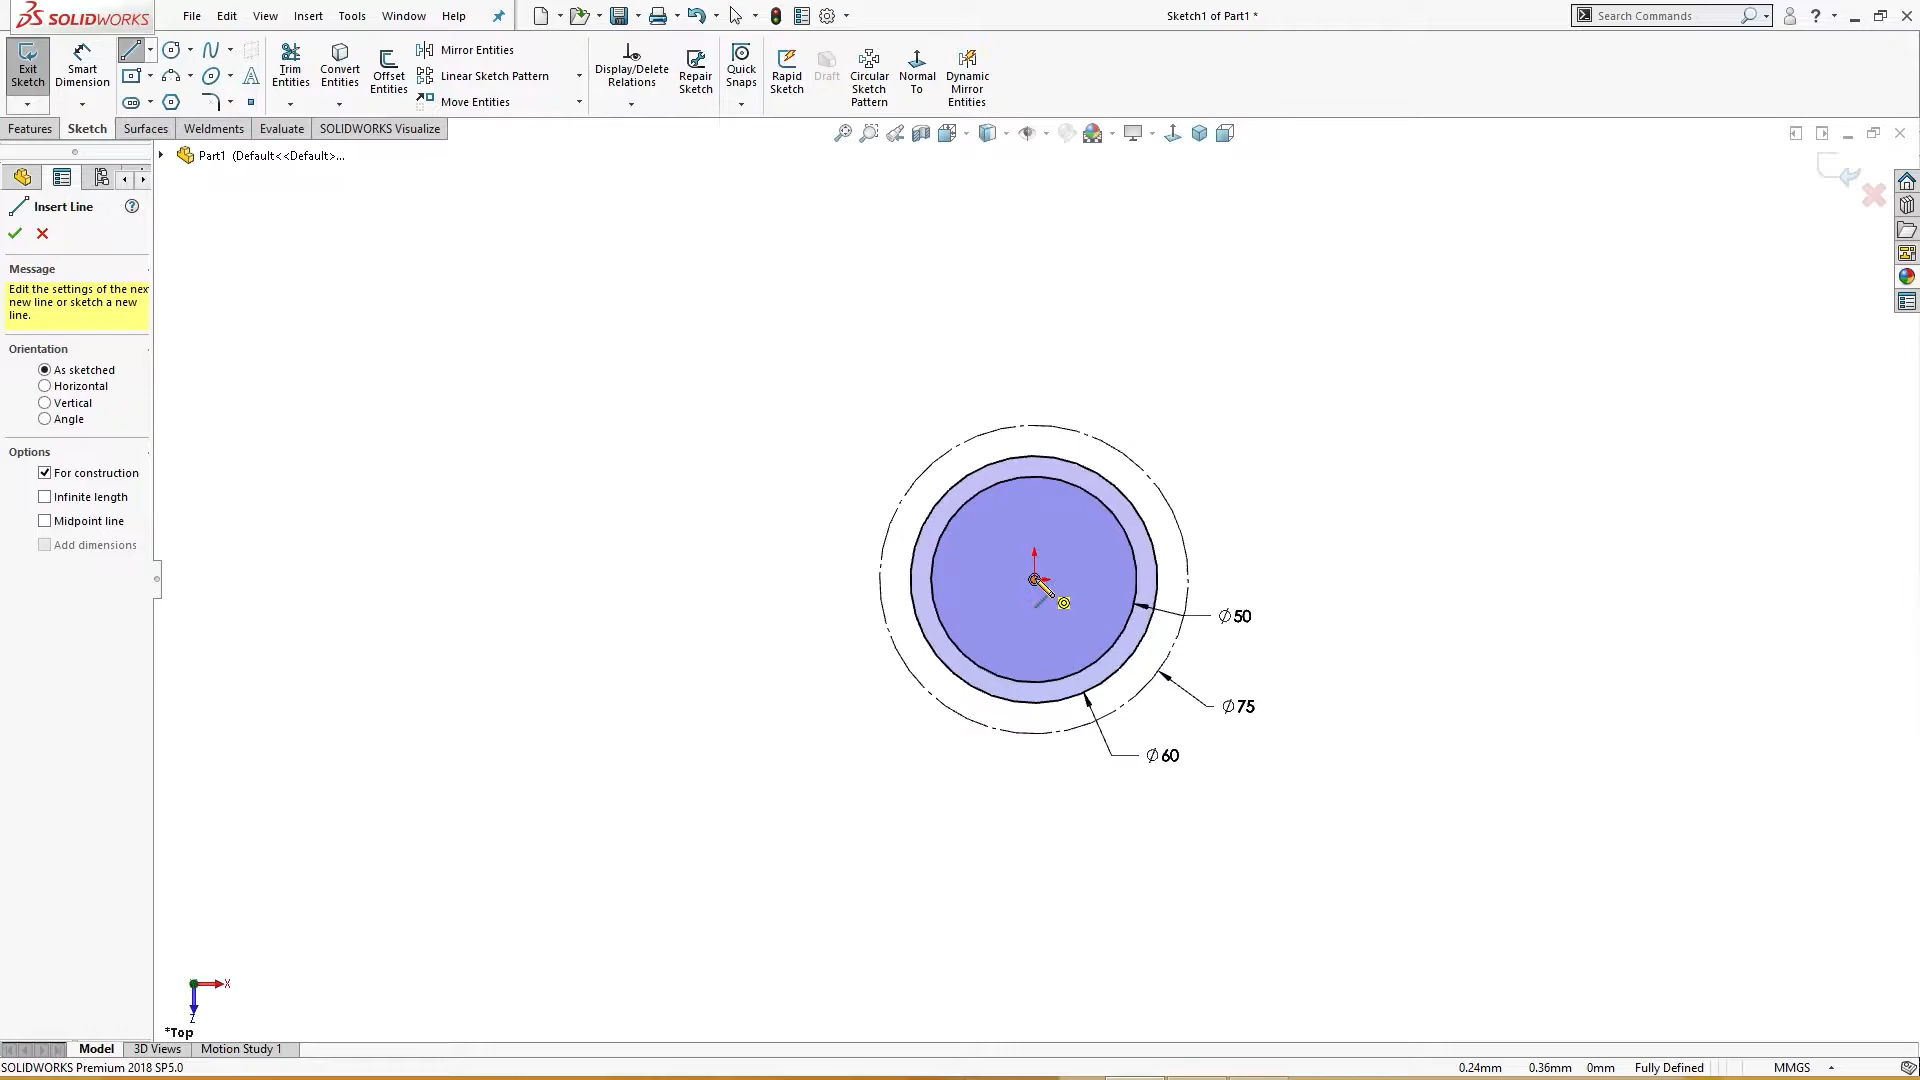 SOLIDWORKS
File Edit View Insert Tools Window Help
Sketch1 of Part1 *
Search Commands
Exit Sketch
Smart Dimension
Trim Entities
Convert Entities
Offset Entities
Mirror Entities
Linear Sketch Pattern
Move Entities
Display/Delete Relations
Repair Sketch
Quick Snaps
Rapid Sketch
Draft
Circular Sketch Pattern
Normal To
Dynamic Mirror Entities
Features Sketch Surfaces Weldments Evaluate SOLIDWORKS Visualize
Part1 (Default<<Default>...
Insert Line
Message
Edit the settings of the nex
new line or sketch a new
line.
Orientation
As sketched
Horizontal
Vertical
Angle
Options
For construction
Infinite length
Midpoint line
Add dimensions
∅50
∅75
∅60
X
Z
*Top
Model 3D Views Motion Study 1
SOLIDWORKS Premium 2018 SP5.0
0.24mm 0.36mm 0mm Fully Defined MMGS